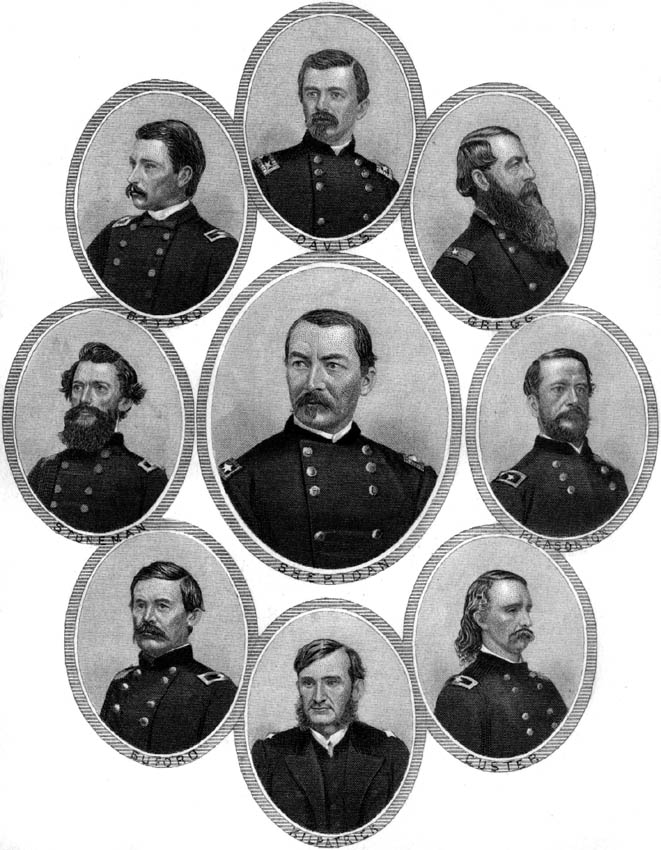 DAVIES
BAYARD
GREGG
SHERIDAN
STONEMAN
PLEASONTON
BUFORD
CUSTER
KILPATRICK